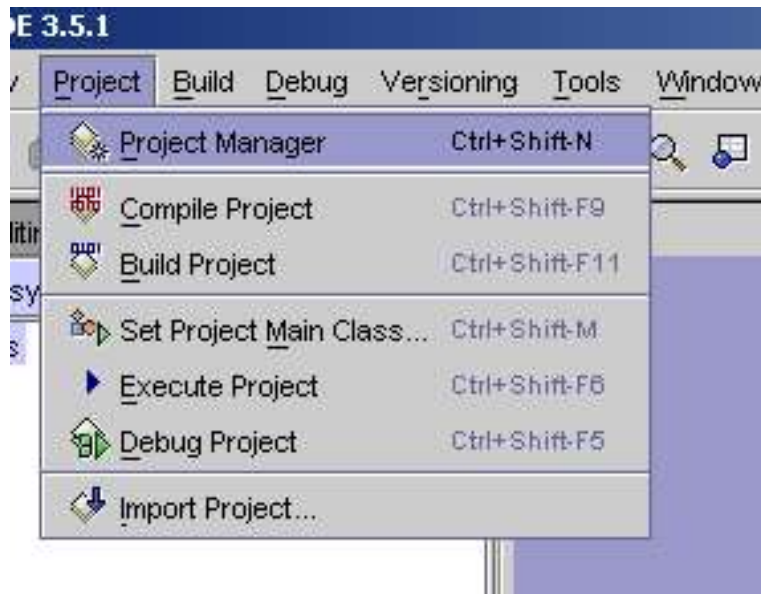 DE 3.5.1
Project Build Debug Versioning Tools Window
Project Manager Ctrl+Shift-N
Compile Project Ctrl+Shift-F9
Build Project Ctrl+Shift-F11
Set Project Main Class... Ctrl+Shift-M
Execute Project Ctrl+Shift-F6
Debug Project Ctrl+Shift-F5
Import Project...